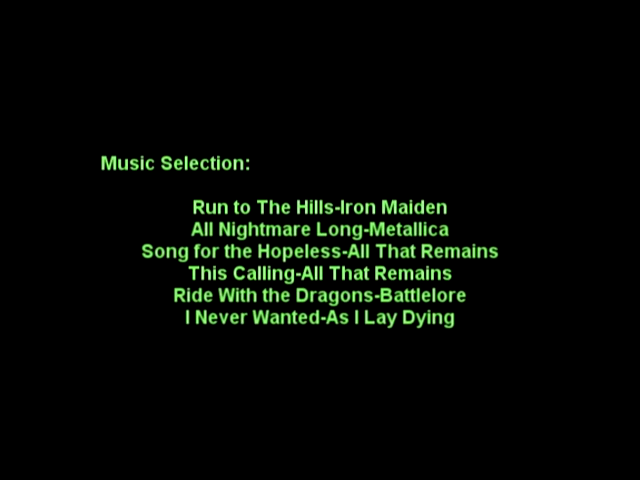 Music Selection:
Run to The Hills-Iron Maiden
All Nightmare Long-Metallica
Song for the Hopeless-All That Remains
This Calling-All That Remains
Ride With the Dragons-Battlelore
I Never Wanted-As I Lay Dying